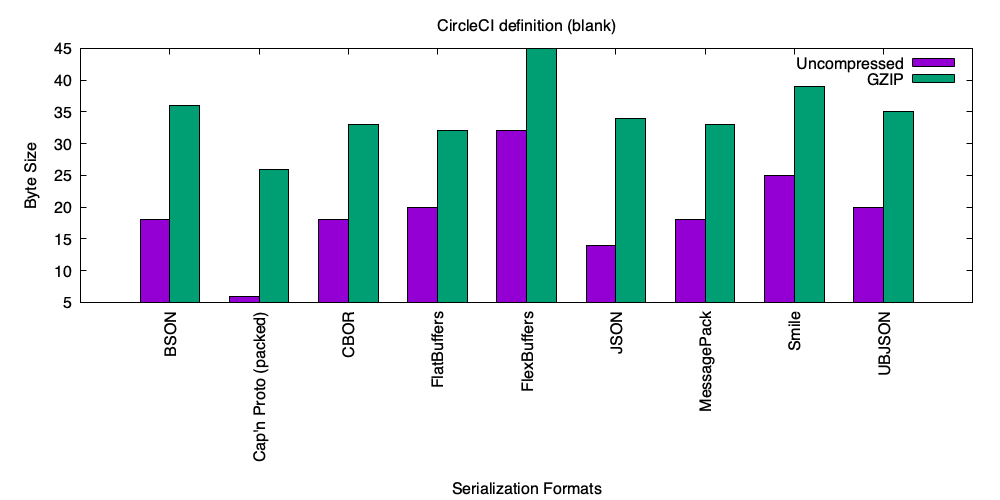 CircleCI definition (blank)
45
40
35
30
25
20
15
10
5
Byte Size
Uncompressed
GZIP
BSON
Cap'n Proto (packed)
CBOR
FlatBuffers
FlexBuffers
JSON
MessagePack
Smile
UBJSON
Serialization Formats